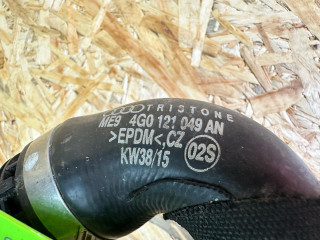 TRISTONE
ME9 4G0 121 049 AN
>EPDM<,CZ
KW38/15 02S